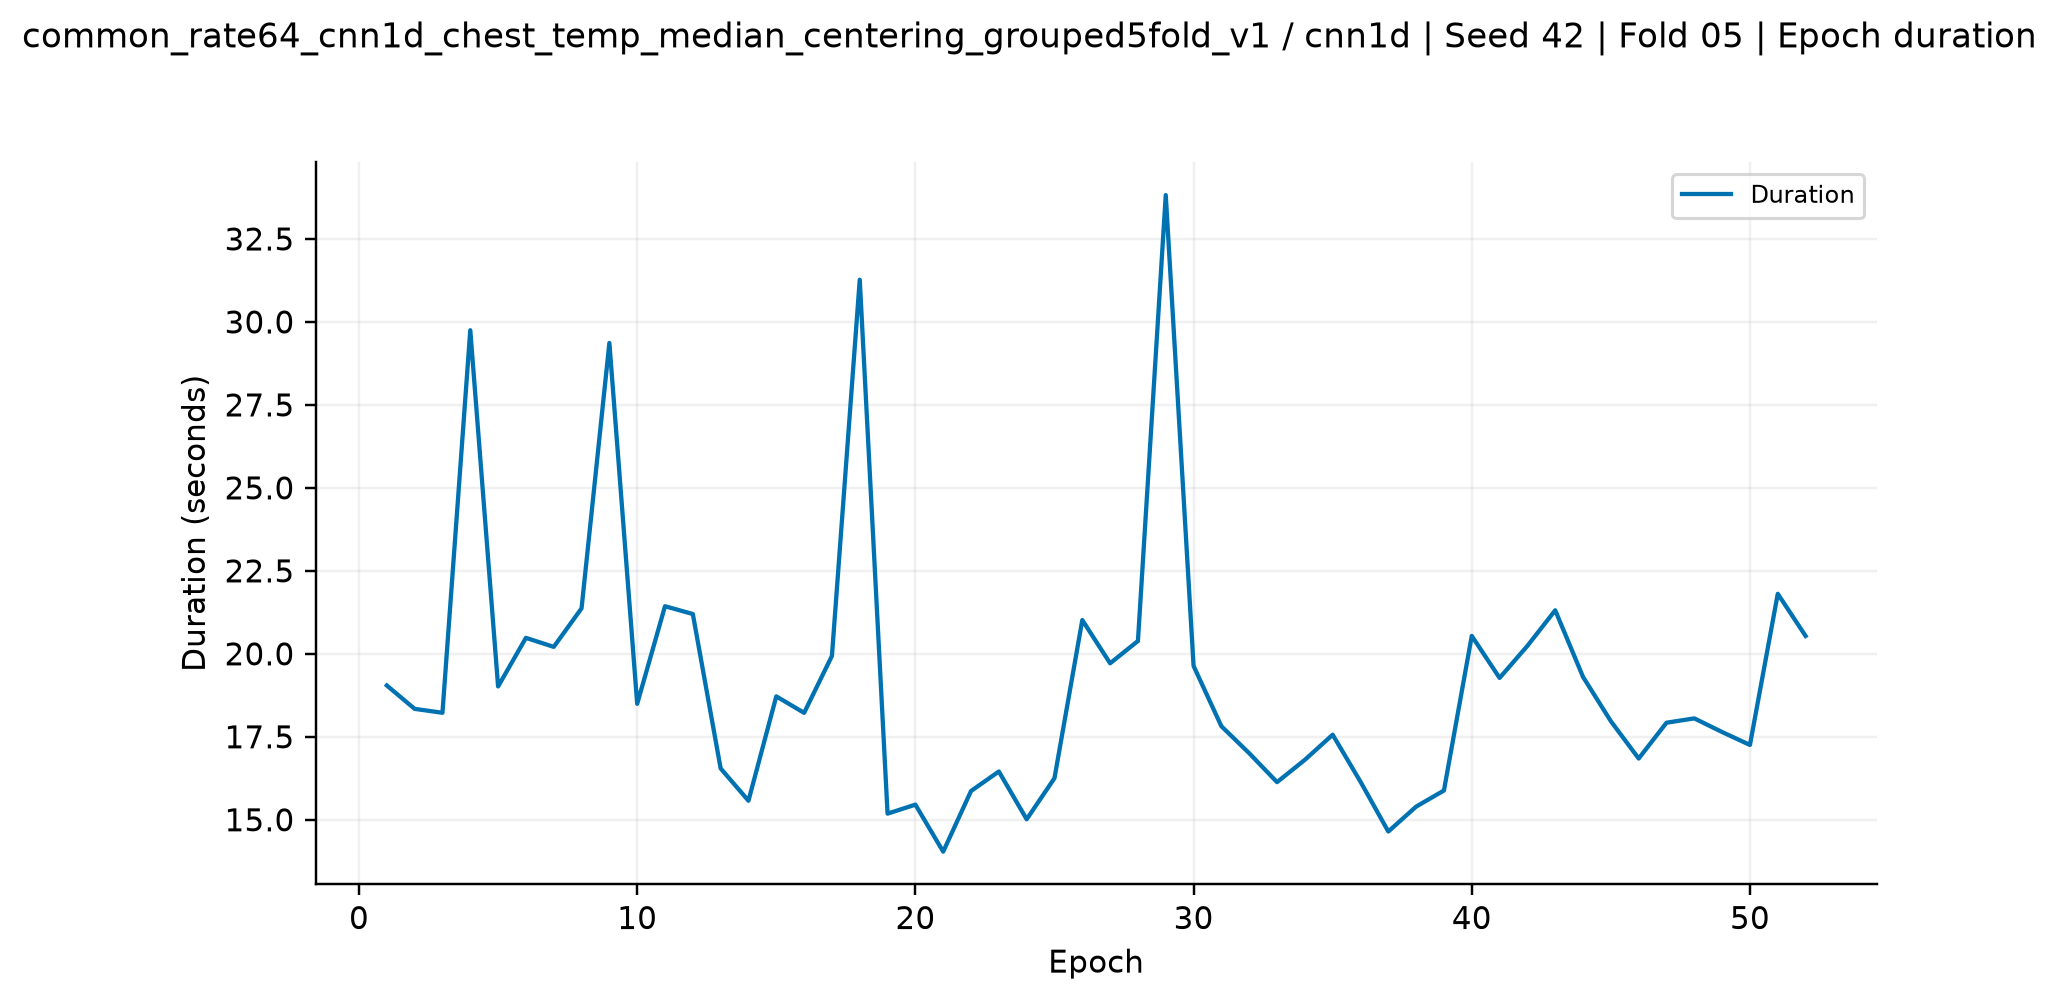 common_rate64_cnn1d_chest_temp_median_centering_grouped5fold_v1 / cnn1d | Seed 42 | Fold 05 | Epoch duration
Duration
32.5
30.0
27.5
25.0
22.5
20.0
17.5
15.0
Duration (seconds)
0 10 20 30 40 50
Epoch